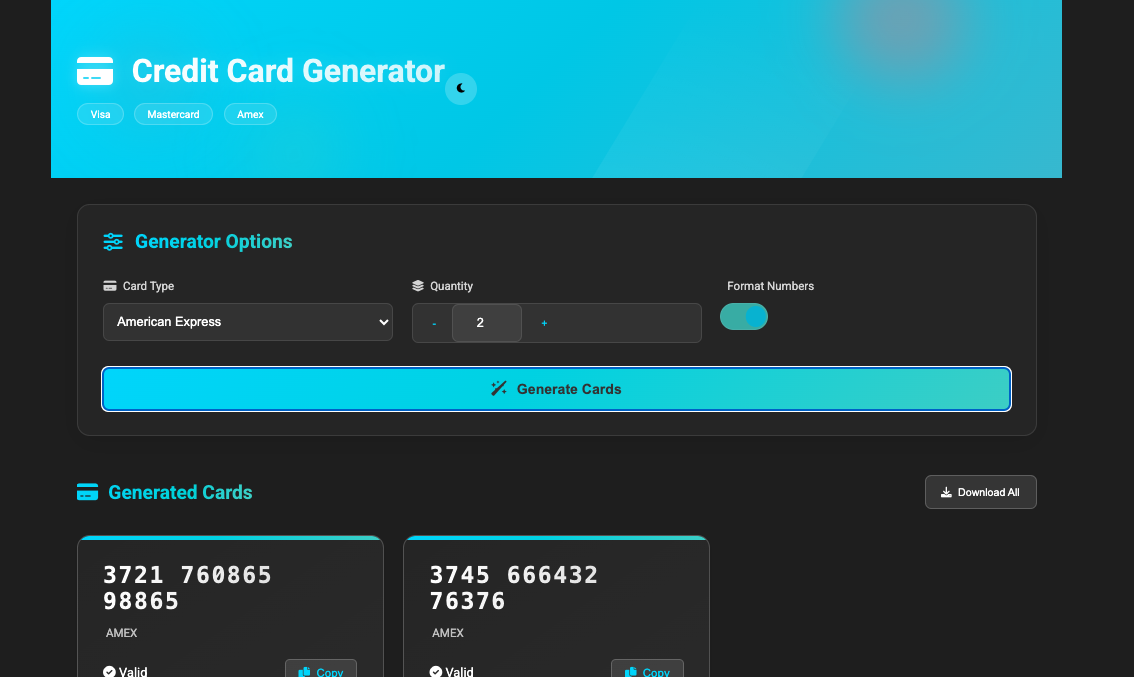 Credit Card Generator
Visa Mastercard Amex
Generator Options
Card Type
Quantity
Format Numbers
American Express
- 2 +
Generate Cards
Generated Cards
Download All
3721 760865
98865
AMEX
Valid
Copy
3745 666432
76376
AMEX
Valid
Copy